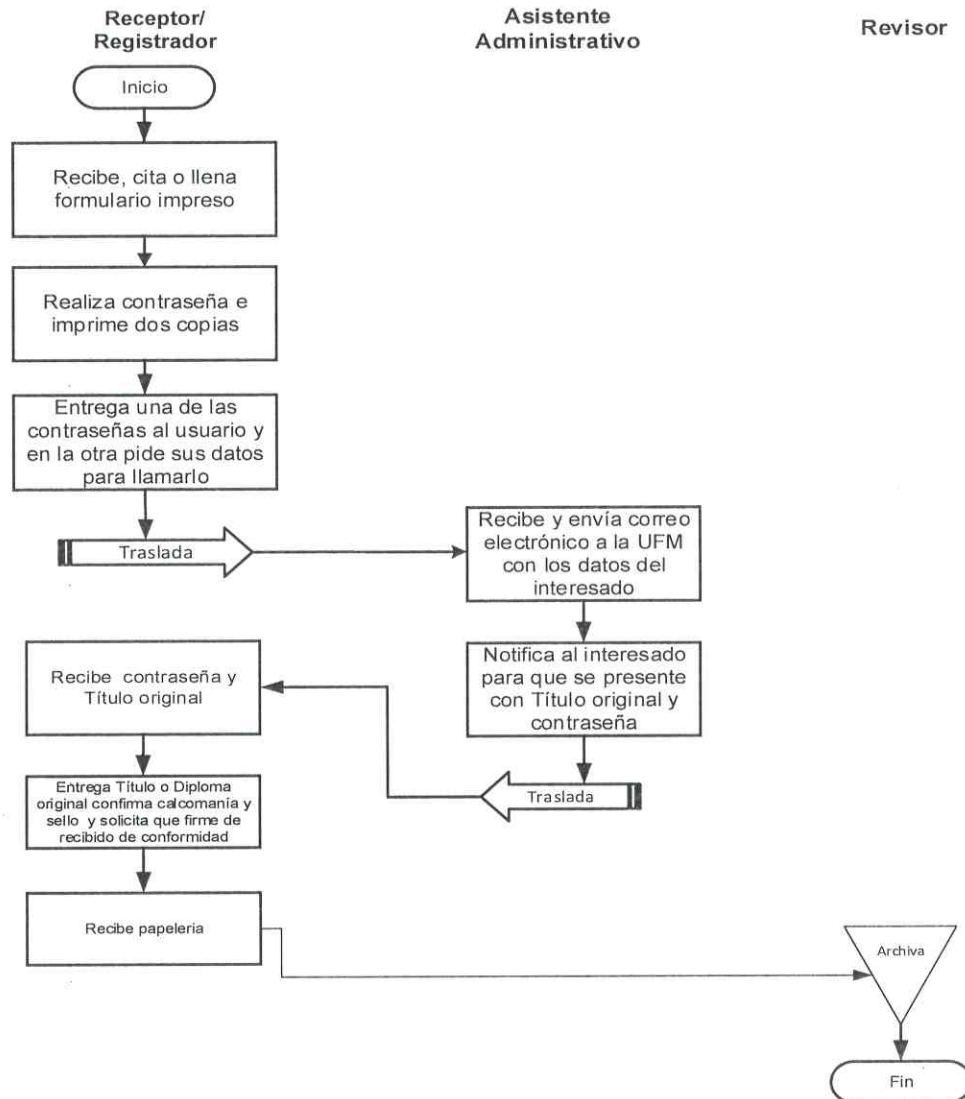 Receptor/
Registrador
Asistente
Administrativo
Revisor
Inicio
Recibe, cita o llena
formulario impreso
Realiza contraseña e
imprime dos copias
Entrega una de las
contraseñas al usuario y
en la otra pide sus datos
para llamarlo
Traslada
Recibe y envía correo
electrónico a la UFM
con los datos del
interesado
Notifica al interesado
para que se presente
con Título original y
contraseña
Traslada
Recibe contraseña y
Título original
Entrega Título o Diploma
original confirma calcomanía y
sello y solicita que firme de
recibido de conformidad
Recibe papeleria
Archiva
Fin